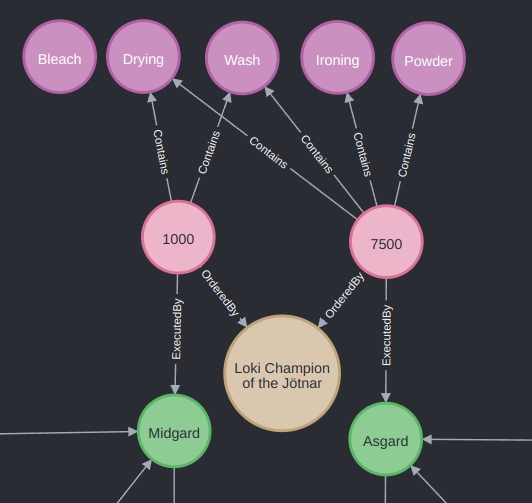 Bleach
Drying
Wash
Ironing
Powder
Contains
Contains
Contains
Contains
Contains
Contains
1000
7500
OrderedBy
OrderedBy
ExecutedBy
ExecutedBy
Loki Champion
of the Jötnar
Midgard
Asgard